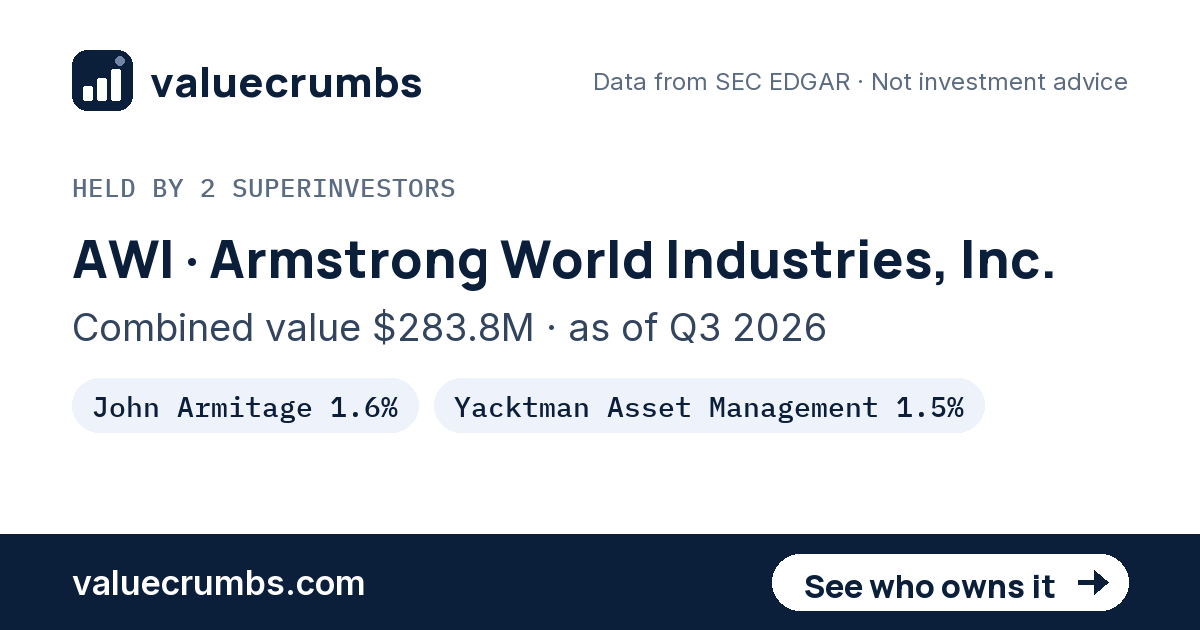 valuecrumbs
Data from SEC EDGAR · Not investment advice
HELD BY 2 SUPERINVESTORS
AWI · Armstrong World Industries, Inc.
Combined value $283.8M · as of Q3 2026
John Armitage 1.6%
Yacktman Asset Management 1.5%
valuecrumbs.com
See who owns it →